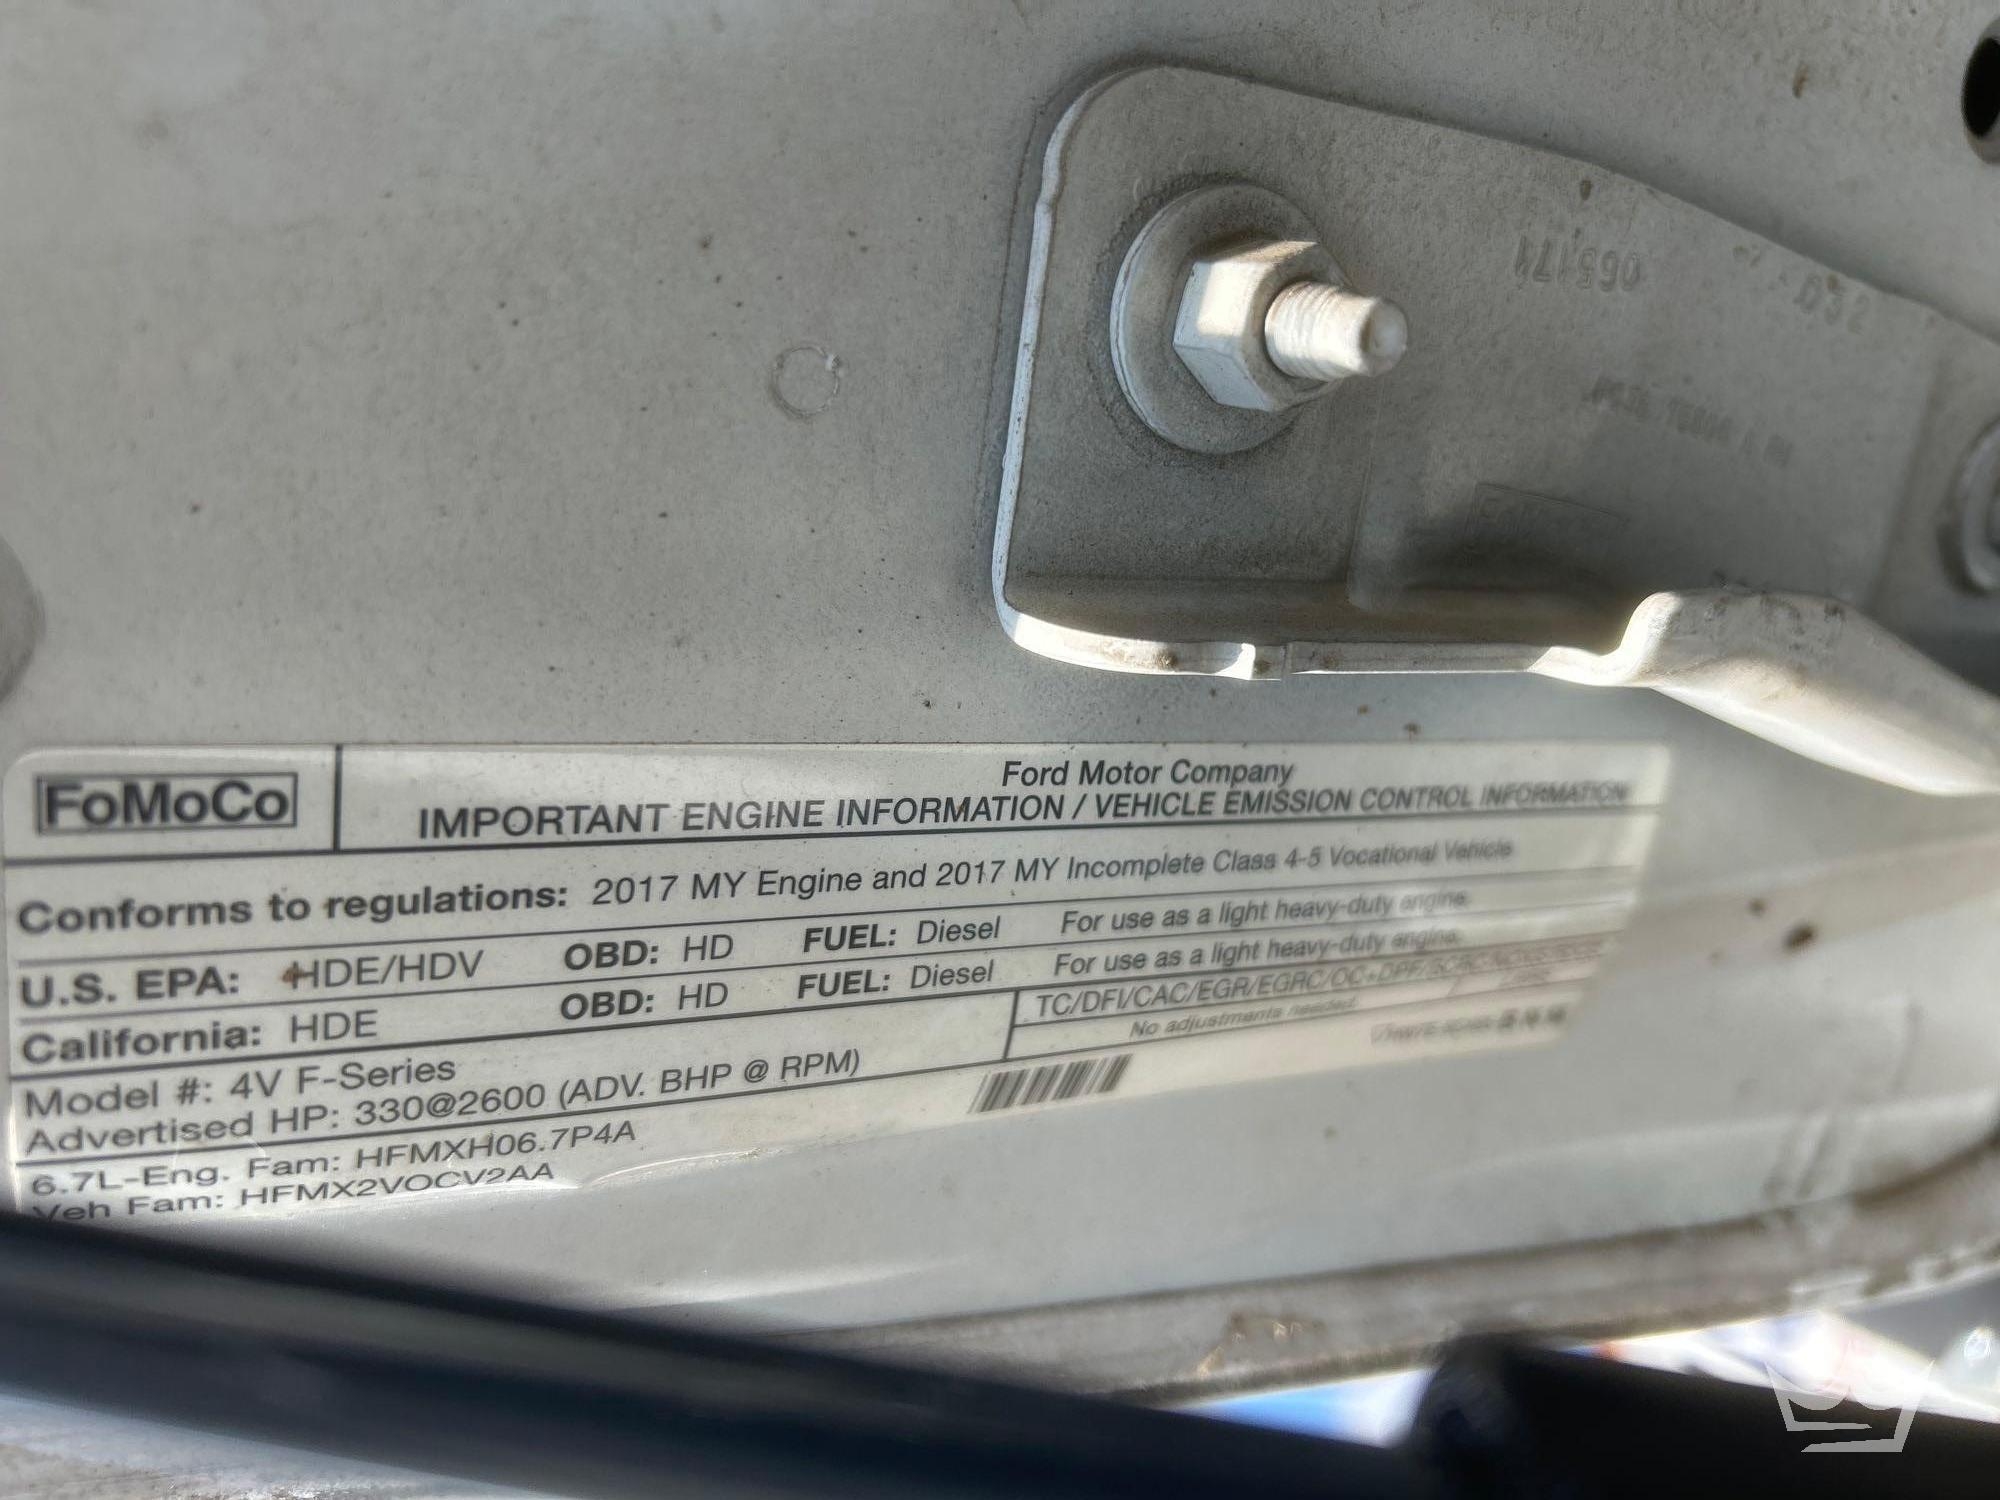 065171
FoMoCo
Ford Motor Company
IMPORTANT ENGINE INFORMATION / VEHICLE EMISSION CONTROL INFORMATION
Conforms to regulations: 2017 MY Engine and 2017 MY Incomplete Class 4-5 Vocational Vehicle
U.S. EPA: HDE/HDV OBD: HD FUEL: Diesel For use as a light heavy-duty engine.
California: HDE OBD: HD FUEL: Diesel For use as a light heavy-duty engine.
Model #: 4V F-Series
Advertised HP: 330@2600 (ADV. BHP @ RPM)
TC/DFI/CAC/EGR/EGRC/OC+DPF/
No adjustments needed.
6.7L-Eng. Fam: HFMXH06.7P4A
Veh Fam: HFMX2VOCV2AA